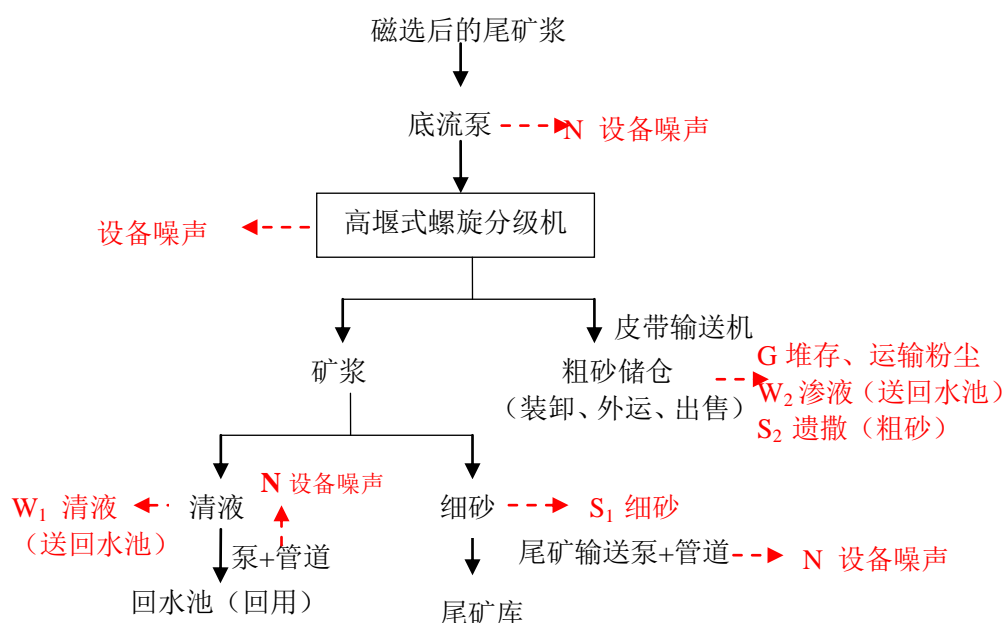 磁选后的尾矿浆
底流泵
N 设备噪声
高堰式螺旋分级机
设备噪声
皮带输送机
矿浆
粗砂储仓
（装卸、外运、出售）
G 堆存、运输粉尘
W₂ 渗液（送回水池）
S₂ 遗撒（粗砂）
N 设备噪声
W₁ 清液
（送回水池）
清液
细砂
S₁ 细砂
泵+管道
尾矿输送泵+管道
N 设备噪声
回水池（回用）
尾矿库